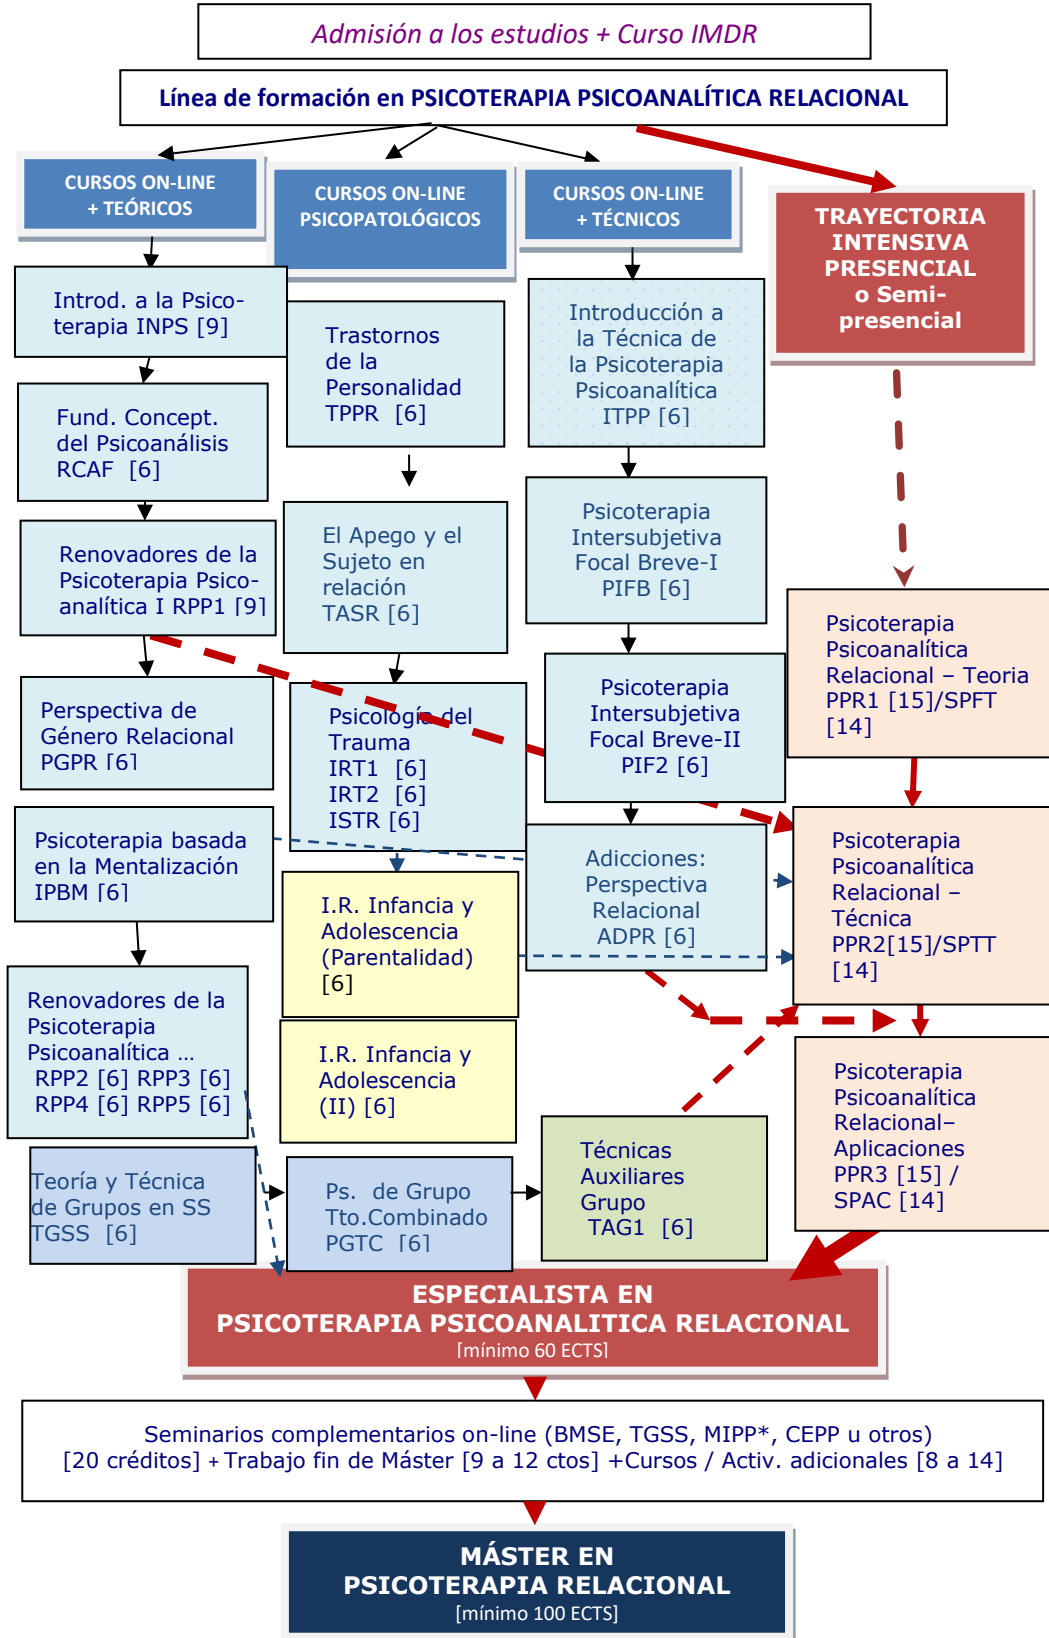 Admisión a los estudios + Curso IMDR
Línea de formación en PSICOTERAPIA PSICOANALÍTICA RELACIONAL
CURSOS ON-LINE
+ TEÓRICOS
CURSOS ON-LINE
PSICOPATOLÓGICOS
CURSOS ON-LINE
+ TÉCNICOS
TRAYECTORIA
INTENSIVA
PRESENCIAL
o Semi-
presencial
Introd. a la Psico-
terapia INPS [9]
Fund. Concept.
del Psicoanálisis
RCAF [6]
Renovadores de la
Psicoterapia Psico-
analítica I RPP1 [9]
Perspectiva de
Género Relacional
PGPR [6]
Psicoterapia basada
en la Mentalización
IPBM [6]
Renovadores de la
Psicoterapia
Psicoanalítica ...
RPP2 [6] RPP3 [6]
RPP4 [6] RPP5 [6]
Teoría y Técnica
de Grupos en SS
TGSS [6]
Trastornos
de la
Personalidad
TPPR [6]
El Apego y el
Sujeto en
relación
TASR [6]
Psicología del
Trauma
IRT1 [6]
IRT2 [6]
ISTR [6]
I.R. Infancia y
Adolescencia
(Parentalidad)
[6]
I.R. Infancia y
Adolescencia
(II) [6]
Ps. de Grupo
Tto.Combinado
PGTC [6]
Introducción a
la Técnica de
la Psicoterapia
Psicoanalítica
ITPP [6]
Psicoterapia
Intersubjetiva
Focal Breve-I
PIFB [6]
Psicoterapia
Intersubjetiva
Focal Breve-II
PIF2 [6]
Adicciones:
Perspectiva
Relacional
ADPR [6]
Técnicas
Auxiliares
Grupo
TAG1 [6]
Psicoterapia
Psicoanalítica
Relacional – Teoria
PPR1 [15]/SPFT
[14]
Psicoterapia
Psicoanalítica
Relacional –
Técnica
PPR2[15]/SPTT
[14]
Psicoterapia
Psicoanalítica
Relacional–
Aplicaciones
PPR3 [15] /
SPAC [14]
ESPECIALISTA EN
PSICOTERAPIA PSICOANALITICA RELACIONAL
[mínimo 60 ECTS]
Seminarios complementarios on-line (BMSE, TGSS, MIPP*, CEPP u otros)
[20 créditos] + Trabajo fin de Máster [9 a 12 ctos] +Cursos / Activ. adicionales [8 a 14]
MÁSTER EN
PSICOTERAPIA RELACIONAL
[mínimo 100 ECTS]